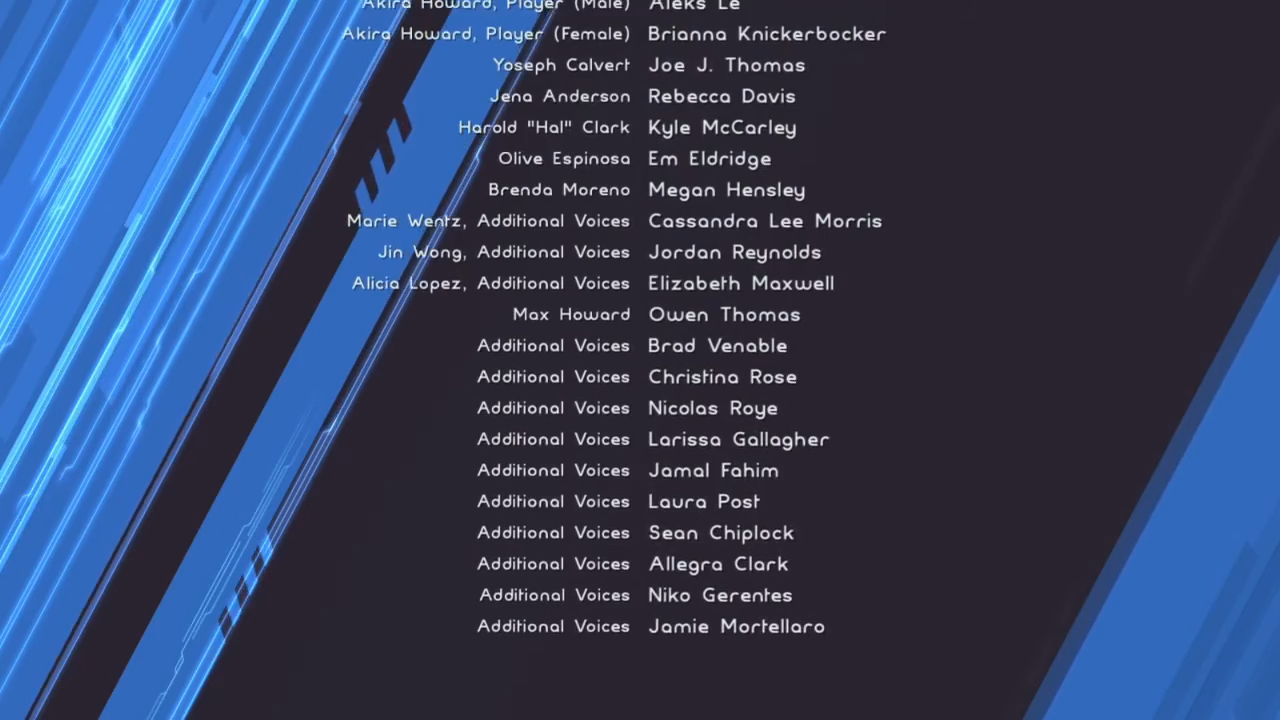 Akira Howard, Player (Male) Aleks Le
Akira Howard, Player (Female) Brianna Knickerbocker
Yoseph Calvert Joe J. Thomas
Jena Anderson Rebecca Davis
Harold "Hal" Clark Kyle McCarley
Olive Espinosa Em Eldridge
Brenda Moreno Megan Hensley
Marie Wentz, Additional Voices Cassandra Lee Morris
Jin Wong, Additional Voices Jordan Reynolds
Alicia Lopez, Additional Voices Elizabeth Maxwell
Max Howard Owen Thomas
Additional Voices Brad Venable
Additional Voices Christina Rose
Additional Voices Nicolas Roye
Additional Voices Larissa Gallagher
Additional Voices Jamal Fahim
Additional Voices Laura Post
Additional Voices Sean Chiplock
Additional Voices Allegra Clark
Additional Voices Niko Gerentes
Additional Voices Jamie Mortellaro